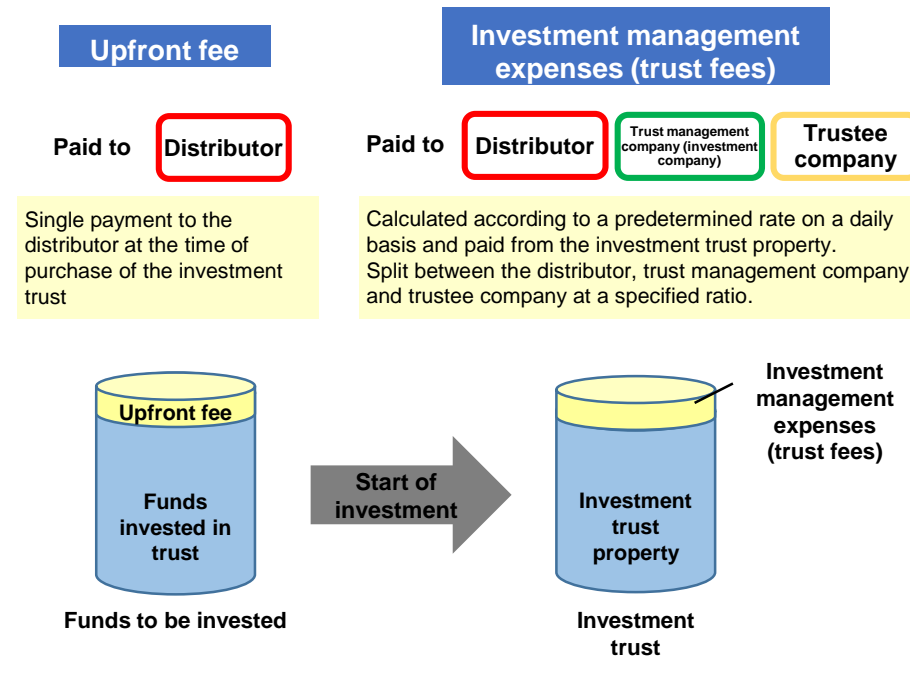 Upfront fee
Investment management
expenses (trust fees)
Paid to
Distributor
Paid to
Distributor
Trust management
company (investment
company)
Trustee
company
Single payment to the
distributor at the time of
purchase of the investment
trust
Calculated according to a predetermined rate on a daily
basis and paid from the investment trust property.
Split between the distributor, trust management company
and trustee company at a specified ratio.
Upfront fee
Funds
invested in
trust
Funds to be invested
Start of
investment
Investment
management
expenses
(trust fees)
Investment
trust
property
Investment
trust